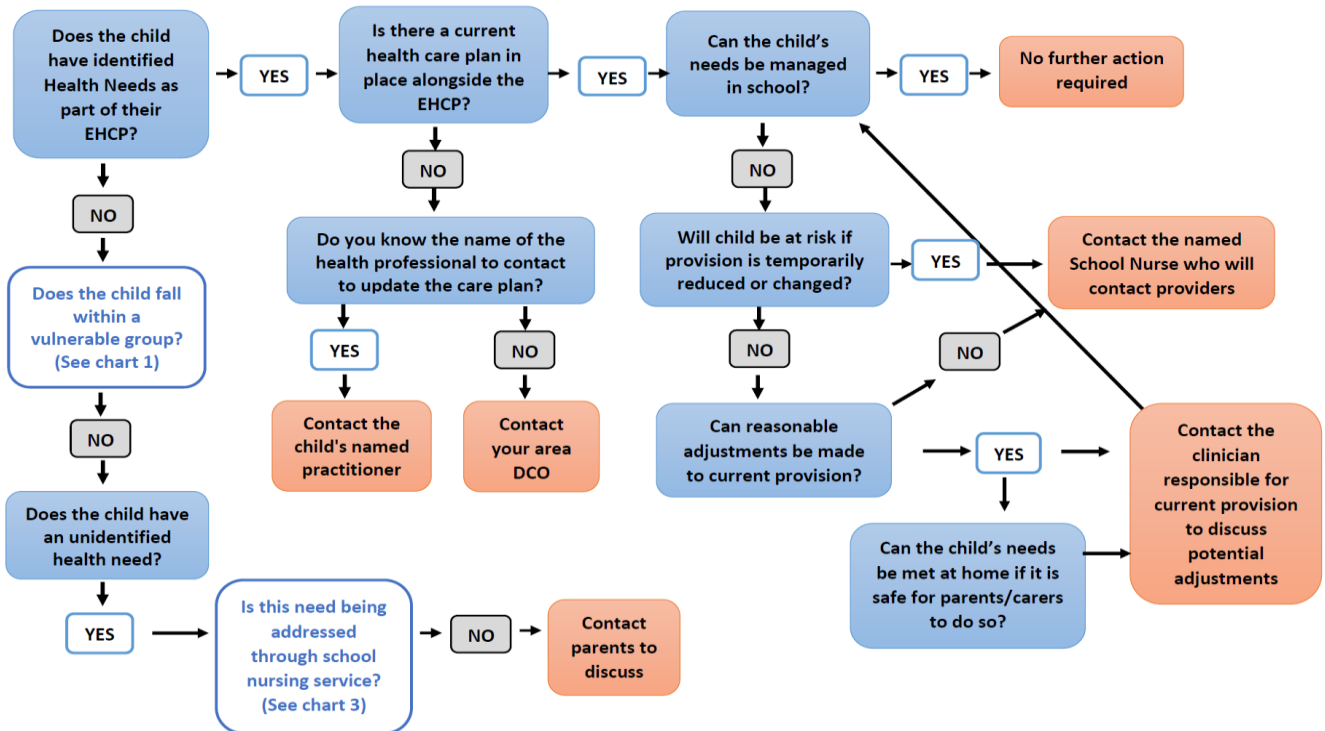 Does the child
have identified
Health Needs as
part of their
EHCP?
YES
Is there a current
health care plan in
place alongside the
EHCP?
YES
Can the child's
needs be managed
in school?
YES
No further action
required
NO
NO
NO
Does the child fall
within a
vulnerable group?
(See chart 1)
Do you know the name of the
health professional to contact
to update the care plan?
Will child be at risk if
provision is temporarily
reduced or changed?
YES
Contact the named
School Nurse who will
contact providers
YES
NO
NO
NO
NO
Contact the
child's named
practitioner
Contact
your area
DCO
Can reasonable
adjustments be made
to current provision?
YES
Contact the
clinician
responsible for
current provision
to discuss
potential
adjustments
Does the child have
an unidentified
health need?
Can the child's needs
be met at home if it is
safe for parents/carers
to do so?
YES
Is this need being
addressed
through school
nursing service?
(See chart 3)
NO
Contact
parents to
discuss